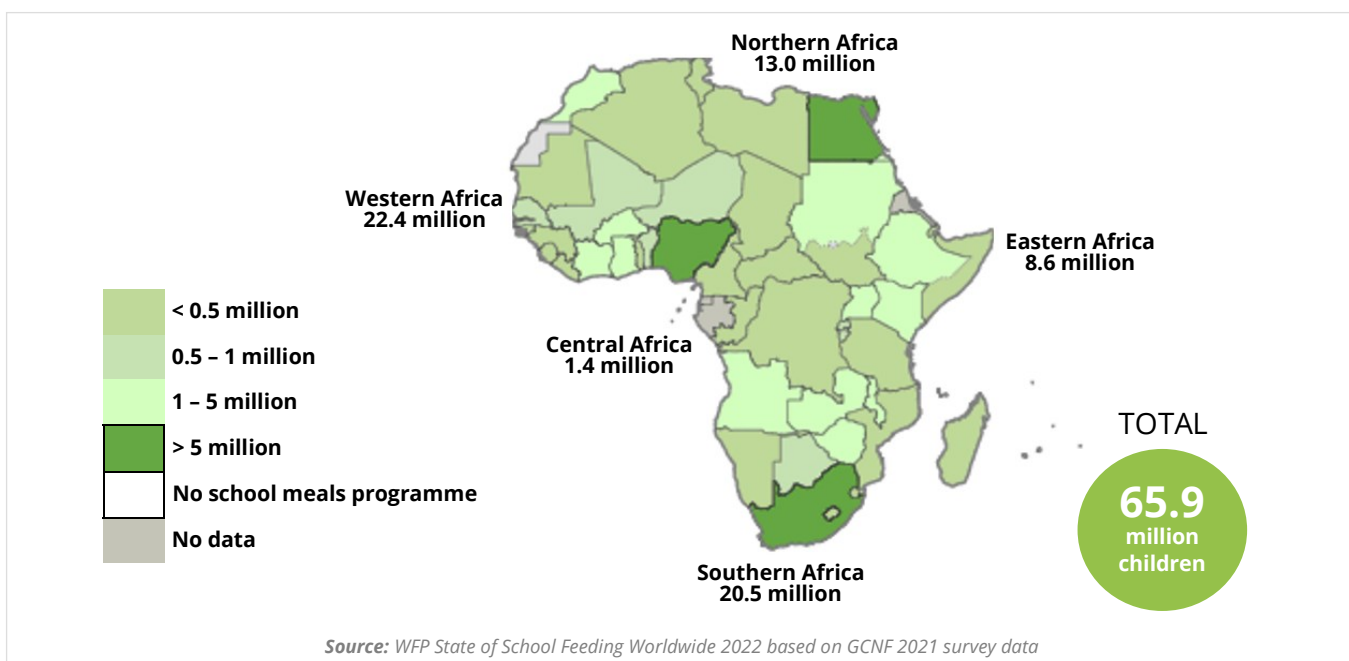 Northern Africa
13.0 million
Western Africa
22.4 million
Eastern Africa
8.6 million
< 0.5 million
0.5 – 1 million
1 – 5 million
> 5 million
No school meals programme
No data
Central Africa
1.4 million
TOTAL
65.9
million
children
Southern Africa
20.5 million
Source: WFP State of School Feeding Worldwide 2022 based on GCNF 2021 survey data